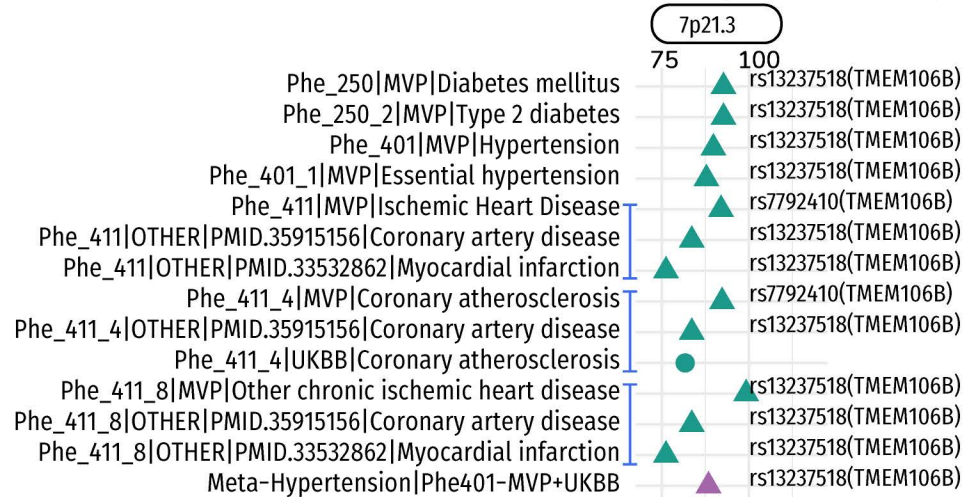 7p21.3
75 100
Phe_250|MVP|Diabetes mellitus rs13237518(TMEM106B)
Phe_250_2|MVP|Type 2 diabetes rs13237518(TMEM106B)
Phe_401|MVP|Hypertension rs13237518(TMEM106B)
Phe_401_1|MVP|Essential hypertension rs13237518(TMEM106B)
Phe_411|MVP|Ischemic Heart Disease rs7792410(TMEM106B)
Phe_411|OTHER|PMID.35915156|Coronary artery disease rs13237518(TMEM106B)
Phe_411|OTHER|PMID.33532862|Myocardial infarction rs13237518(TMEM106B)
Phe_411_4|MVP|Coronary atherosclerosis rs7792410(TMEM106B)
Phe_411_4|OTHER|PMID.35915156|Coronary artery disease rs13237518(TMEM106B)
Phe_411_4|UKBB|Coronary atherosclerosis
Phe_411_8|MVP|Other chronic ischemic heart disease rs13237518(TMEM106B)
Phe_411_8|OTHER|PMID.35915156|Coronary artery disease rs13237518(TMEM106B)
Phe_411_8|OTHER|PMID.33532862|Myocardial infarction rs13237518(TMEM106B)
Meta-Hypertension|Phe401-MVP+UKBB rs13237518(TMEM106B)